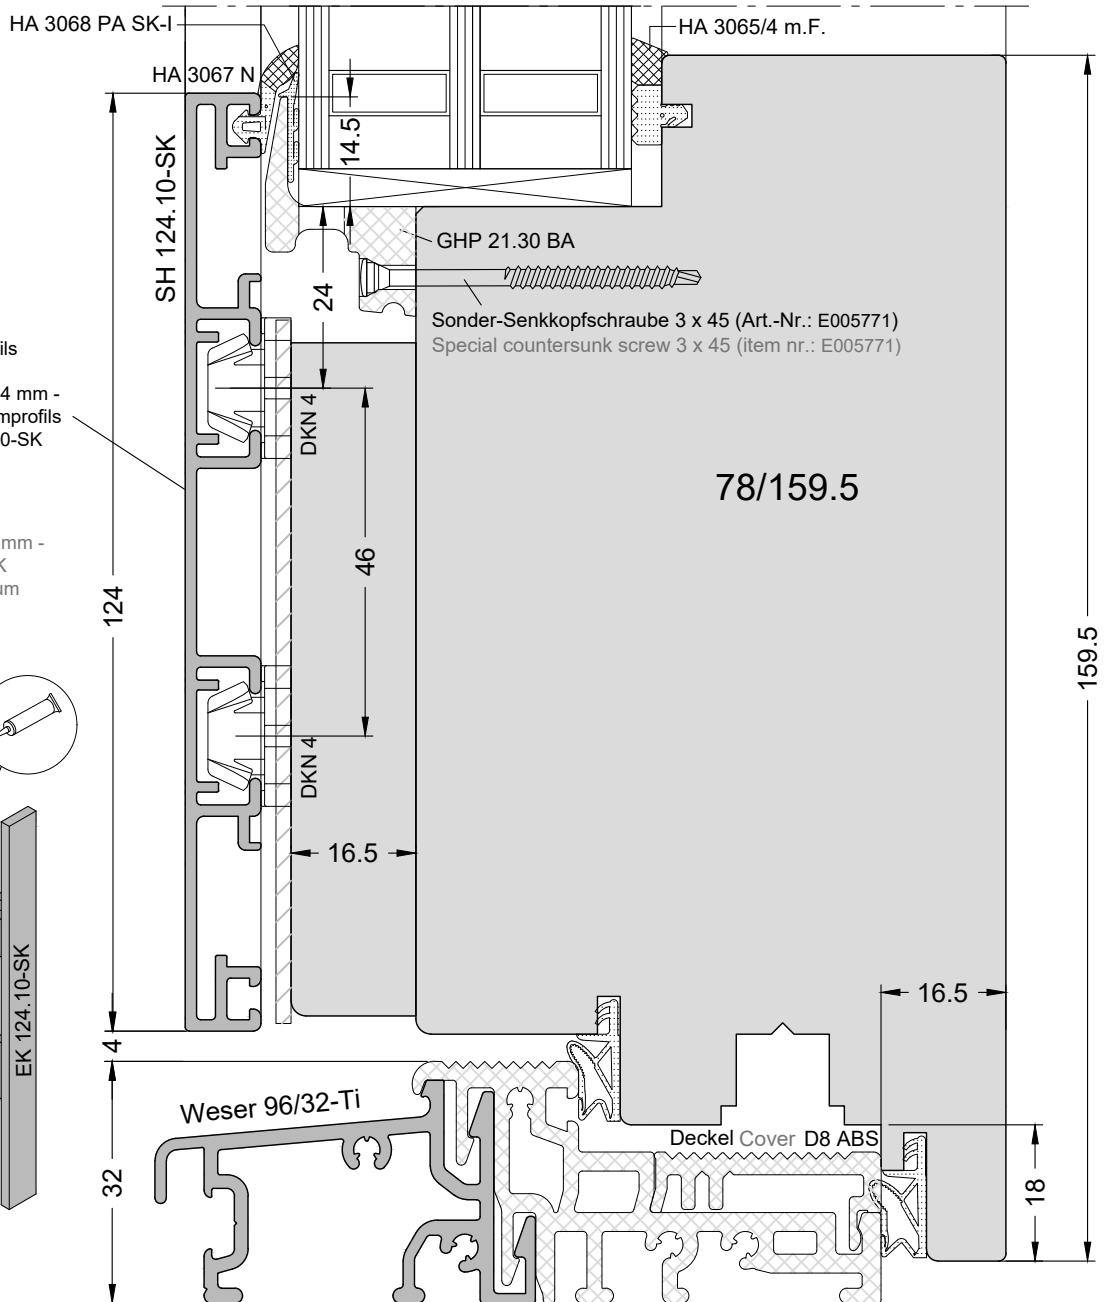 HA 3068 PA SK-I
HA 3065/4 m.F.
HA 3067 N
14.5
SH 124.10-SK
GHP 21.30 BA
24
Sonder-Senkkopfschraube 3 x 45 (Art.-Nr.: E005771)
Special countersunk screw 3 x 45 (item nr.: E005771)
4 mm -
0-SK
DKN 4
78/159.5
mm -
46
124
159.5
DKN 4
16.5
EK 124.10-SK
16.5
4
Weser 96/32-Ti
Deckel Cover D8 ABS
32
18